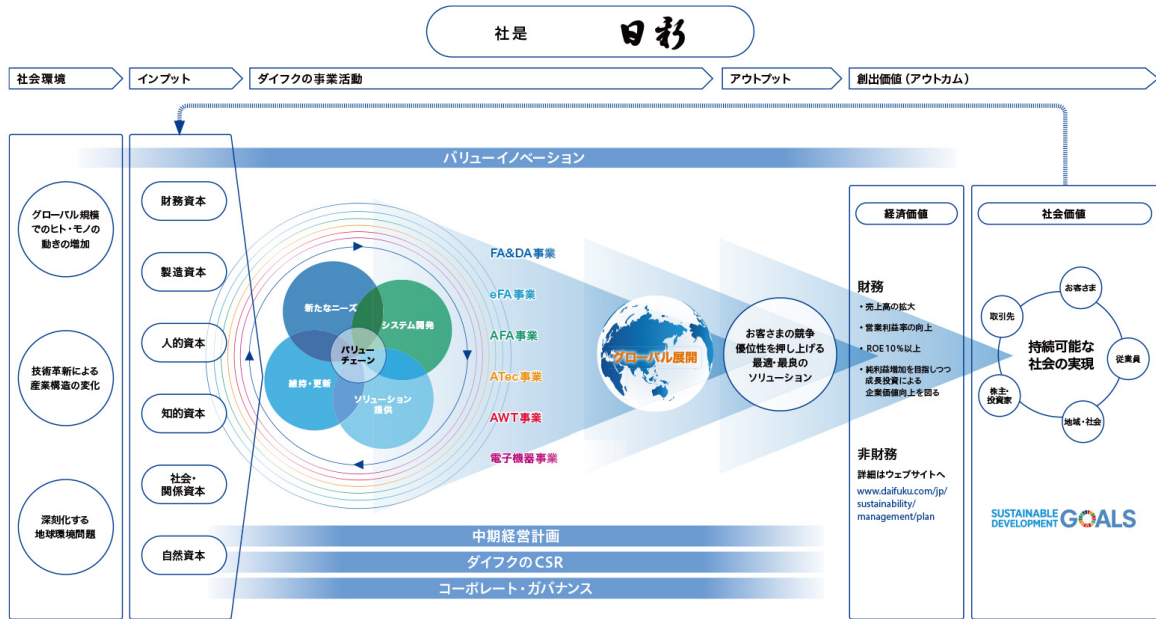 社是 日新
社会環境
インプット
ダイフクの事業活動
アウトプット
創出価値（アウトカム）
バリューイノベーション
グローバル規模
でのヒト・モノの
動きの増加
技術革新による
産業構造の変化
深刻化する
地球環境問題
財務資本
製造資本
人的資本
知的資本
社会・
関係資本
自然資本
新たなニーズ
システム開発
バリュー
チェーン
維持・更新
ソリューション
提供
FA&DA事業
eFA事業
AFA事業
ATec事業
AWT事業
電子機器事業
グローバル展開
お客さまの競争
優位性を押し上げる
最適・最良の
ソリューション
経済価値
財務
・売上高の拡大
・営業利益率の向上
・ROE10％以上
・純利益増加を目指しつつ
成長投資による
企業価値向上を図る
非財務
詳細はウェブサイトへ
www.daifuku.com/jp/
sustainability/
management/plan
社会価値
お客さま
取引先
従業員
株主・
投資家
地域・社会
持続可能な
社会の実現
SUSTAINABLE
DEVELOPMENT GOALS
中期経営計画
ダイフクのCSR
コーポレート・ガバナンス